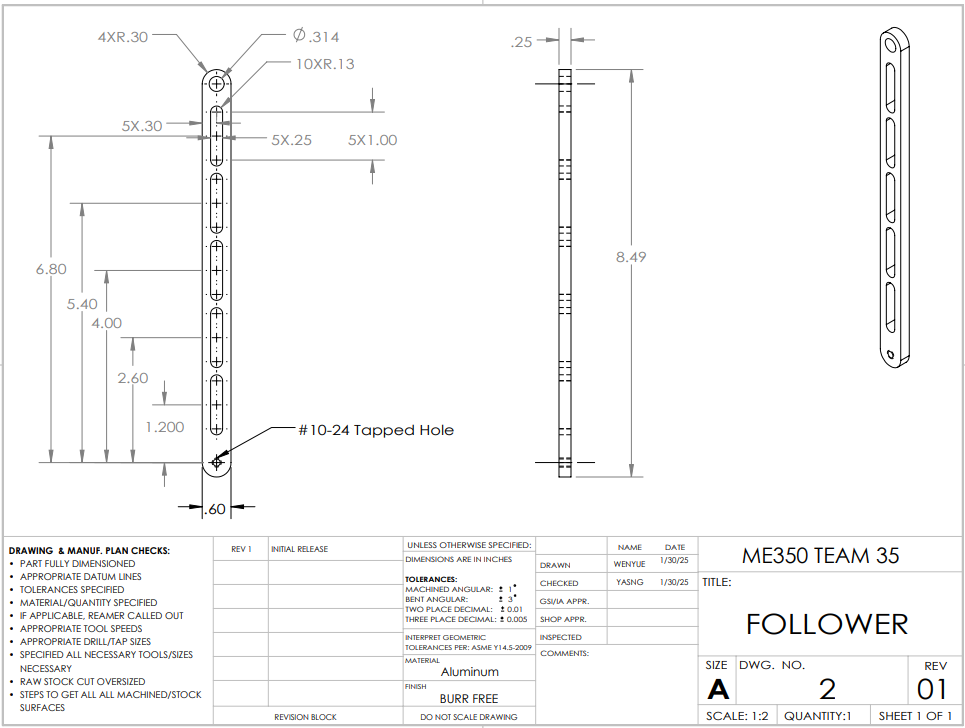 4XR.30
∅ .314
10XR.13
5X.30
5X.25
5X1.00
6.80
5.40
4.00
2.60
1.200
#10-24 Tapped Hole
.60
.25
8.49
DRAWING & MANUF. PLAN CHECKS:
• PART FULLY DIMENSIONED
• APPROPRIATE DATUM LINES
• TOLERANCES SPECIFIED
• MATERIAL/QUANTITY SPECIFIED
• IF APPLICABLE, REAMER CALLED OUT
• APPROPRIATE TOOL SPEEDS
• APPROPRIATE DRILL/TAP SIZES
• SPECIFIED ALL NECESSARY TOOLS/SIZES
NECESSARY
• RAW STOCK CUT OVERSIZED
• STEPS TO GET ALL ALL MACHINED/STOCK
SURFACES
REV 1 INITIAL RELEASE
REVISION BLOCK
UNLESS OTHERWISE SPECIFIED:
DIMENSIONS ARE IN INCHES
TOLERANCES:
MACHINED ANGULAR: ± 1°
BENT ANGULAR: ± 3°
TWO PLACE DECIMAL: ± 0.01
THREE PLACE DECIMAL: ± 0.005
INTERPRET GEOMETRIC
TOLERANCES PER: ASME Y14.5-2009
MATERIAL
Aluminum
FINISH
BURR FREE
DO NOT SCALE DRAWING
NAME DATE
DRAWN WENYUE 1/30/25
CHECKED YASNG 1/30/25
GSI/IA APPR.
SHOP APPR.
INSPECTED
COMMENTS:
ME350 TEAM 35
TITLE:
FOLLOWER
SIZE DWG. NO. REV
A 2 01
SCALE: 1:2 QUANTITY:1 SHEET 1 OF 1